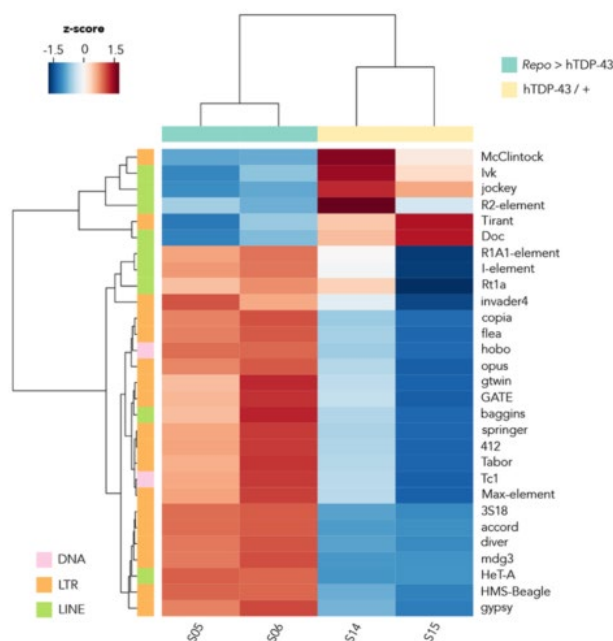 z-score
-1.5 0 1.5
Repo > hTDP-43
hTDP-43 / +
McClintock
Ivk
jockey
R2-element
Tirant
Doc
R1A1-element
I-element
Rt1a
invader4
copia
flea
hobo
opus
gtwin
GATE
baggins
springer
412
Tabor
Tc1
Max-element
3S18
accord
diver
mdg3
HeT-A
HMS-Beagle
gypsy
DNA
LTR
LINE
S05 S06 S14 S15